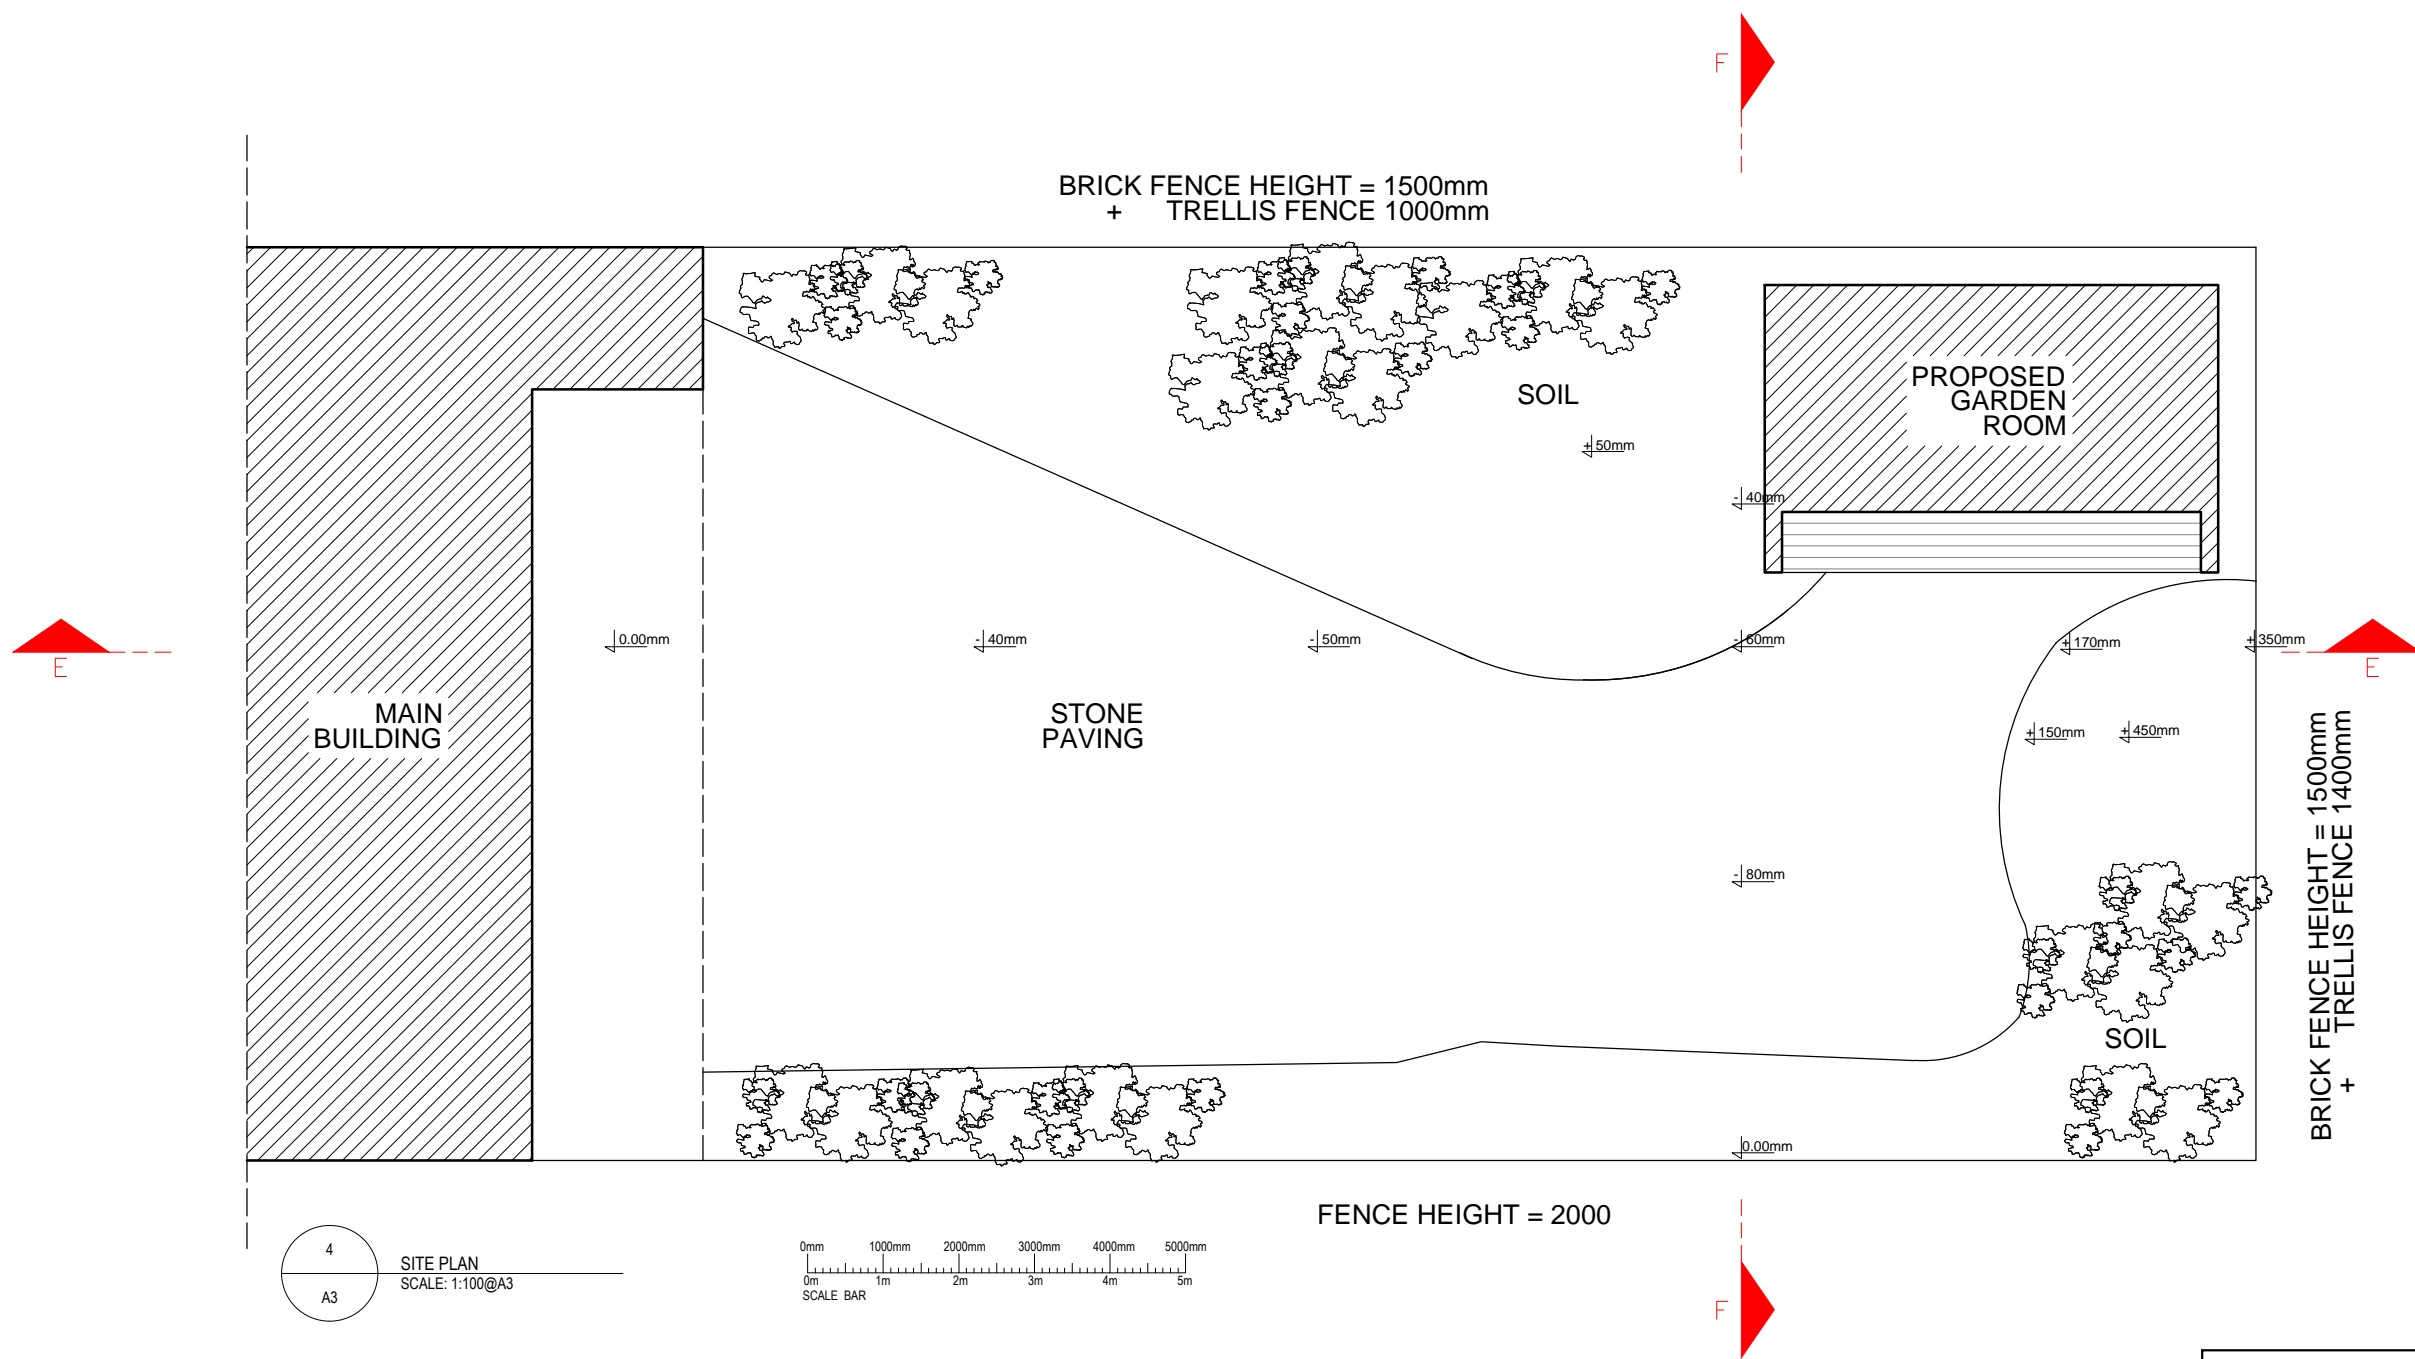 F
BRICK FENCE HEIGHT = 1500mm
+ TRELLIS FENCE 1000mm
PROPOSED
GARDEN
ROOM
SOIL
+ 50mm
- 40mm
0.00mm
- 40mm
- 50mm
- 60mm
+ 170mm
+ 350mm
E
E
MAIN
BUILDING
STONE
PAVING
+ 150mm
+ 450mm
BRICK FENCE HEIGHT = 1500mm
+ TRELLIS FENCE 1400mm
- 80mm
SOIL
0.00mm
FENCE HEIGHT = 2000
4
A3
SITE PLAN
SCALE: 1:100@A3
0mm 1000mm 2000mm 3000mm 4000mm 5000mm
0m 1m 2m 3m 4m 5m
SCALE BAR
F